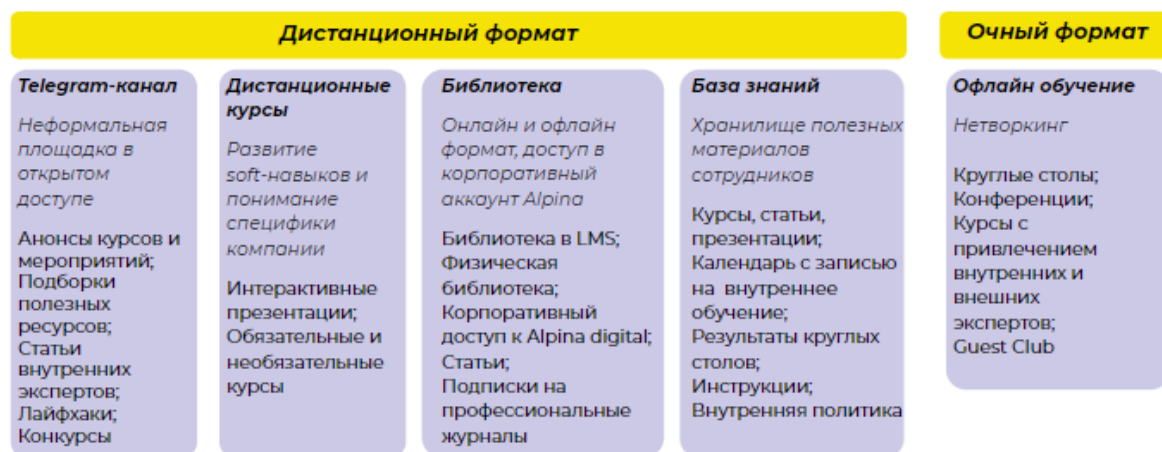 Дистанционный формат
Очный формат
Telegram-канал
Неформальная
площадка в
открытом
доступе
Анонсы курсов и
мероприятий;
Подборки
полезных
ресурсов;
Статьи
внутренних
экспертов;
Лайфхаки;
Конкурсы
Дистанционные
курсы
Развитие
soft-навыков и
понимание
специфики
компании
Интерактивные
презентации;
Обязательные и
необязательные
курсы
Библиотека
Онлайн и офлайн
формат, доступ в
корпоративный
аккаунт Alpina
Библиотека в LMS;
Физическая
библиотека;
Корпоративный
доступ к Alpina digital;
Статьи;
Подписки на
профессиональные
журналы
База знаний
Хранилище полезных
материалов
сотрудников
Курсы, статьи,
презентации;
Календарь с записью
на внутреннее
обучение;
Результаты круглых
столов;
Инструкции;
Внутренняя политика
Офлайн обучение
Нетворкинг
Круглые столы;
Конференции;
Курсы с
привлечением
внутренних и
внешних
экспертов;
Guest Club